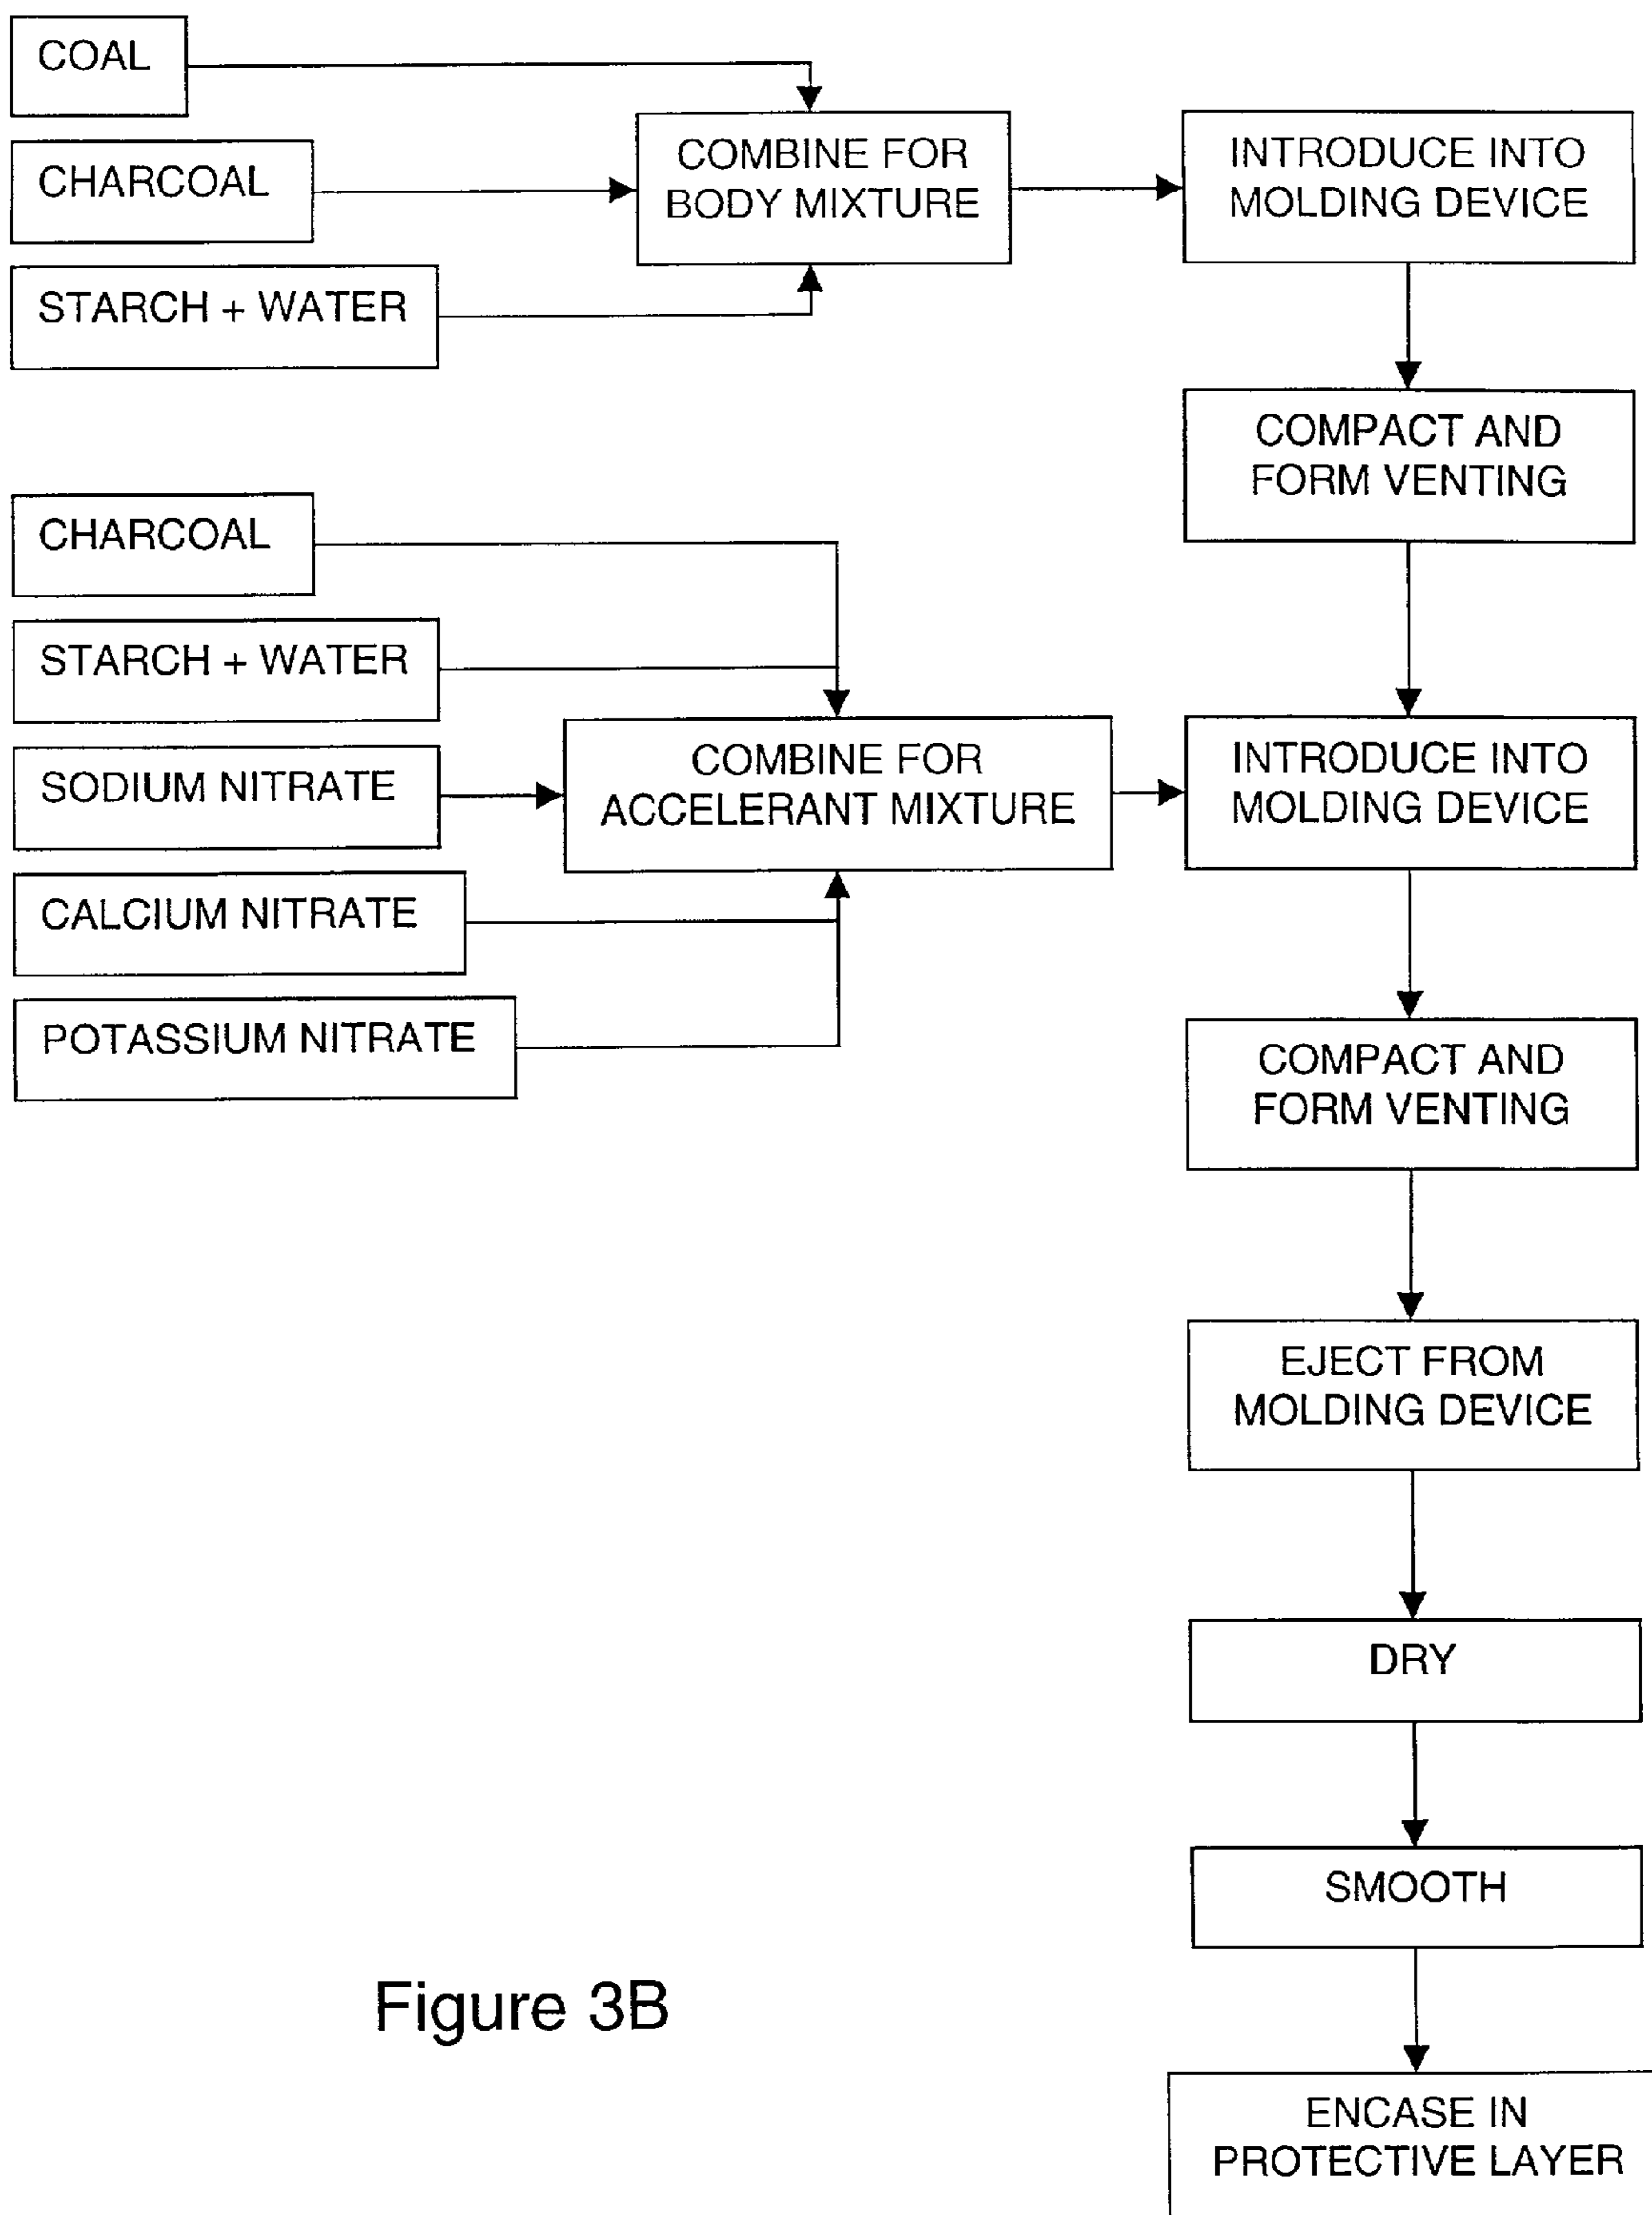 COAL
CHARCOAL
STARCH + WATER
COMBINE FOR
BODY MIXTURE
INTRODUCE INTO
MOLDING DEVICE
COMPACT AND
FORM VENTING
CHARCOAL
STARCH + WATER
SODIUM NITRATE
CALCIUM NITRATE
POTASSIUM NITRATE
COMBINE FOR
ACCELERANT MIXTURE
INTRODUCE INTO
MOLDING DEVICE
COMPACT AND
FORM VENTING
EJECT FROM
MOLDING DEVICE
DRY
SMOOTH
ENCASE IN
PROTECTIVE LAYER
Figure 3B